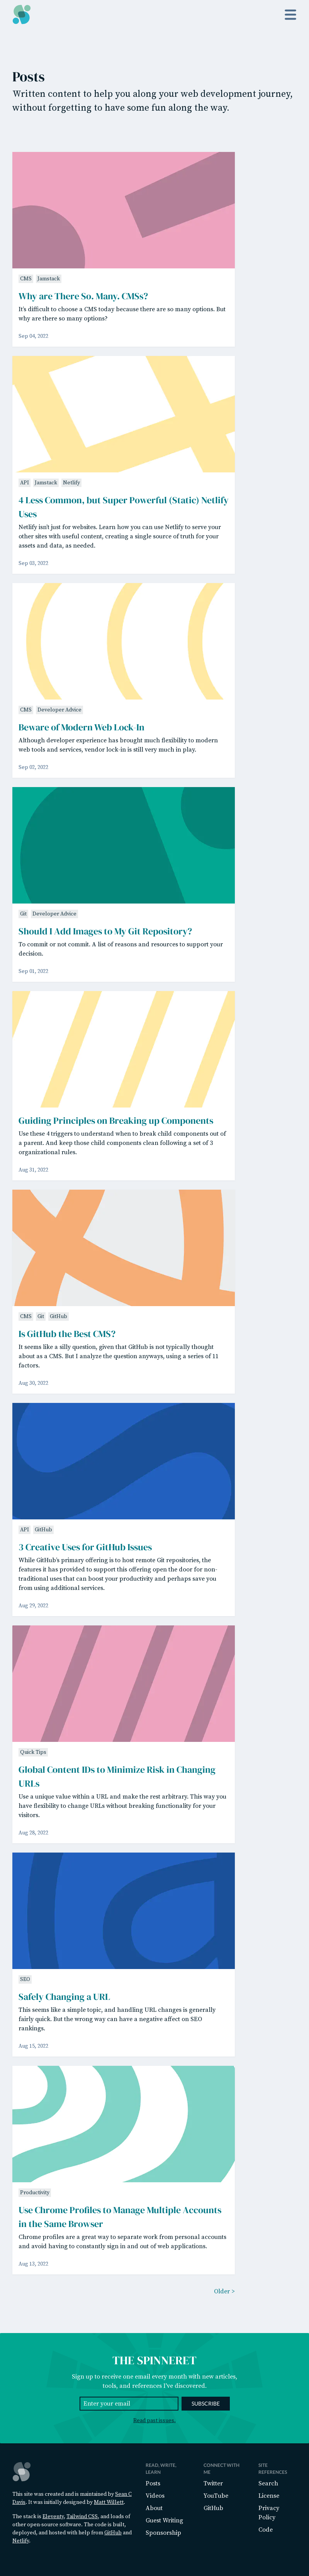 Posts
Written content to help you along your web development journey,
without forgetting to have some fun along the way.
CMS Jamstack
Why are There So. Many. CMSs?
It's difficult to choose a CMS today because there are so many options. But
why are there so many options?
Sep 04, 2022
API Jamstack Netlify
4 Less Common, but Super Powerful (Static) Netlify
Uses
Netlify isn't just for websites. Learn how you can use Netlify to serve your
other sites with useful content, creating a single source of truth for your
assets and data, as needed.
Sep 03, 2022
CMS Developer Advice
Beware of Modern Web Lock-In
Although developer experience has brought much flexibility to modern
web tools and services, vendor lock-in is still very much in play.
Sep 02, 2022
Git Developer Advice
Should I Add Images to My Git Repository?
To commit or not commit. A list of reasons and resources to support your
decision.
Sep 01, 2022
Guiding Principles on Breaking up Components
Use these 4 triggers to understand when to break child components out of
a parent. And keep those child components clean following a set of 3
organizational rules.
Aug 31, 2022
CMS Git GitHub
Is GitHub the Best CMS?
It seems like a silly question, given that GitHub is not typically thought
about as a CMS. But I analyze the question anyways, using a series of 11
factors.
Aug 30, 2022
API GitHub
3 Creative Uses for GitHub Issues
While GitHub's primary offering is to host remote Git repositories, the
features it has provided to support this offering open the door for non-
traditional uses that can boost your productivity and perhaps save you
from using additional services.
Aug 29, 2022
Quick Tips
Global Content IDs to Minimize Risk in Changing
URLs
Use a unique value within a URL and make the rest arbitrary. This way you
have flexibility to change URLs without breaking functionality for your
visitors.
Aug 28, 2022
SEO
Safely Changing a URL
This seems like a simple topic, and handling URL changes is generally
fairly quick. But the wrong way can have a negative affect on SEO
rankings.
Aug 15, 2022
Productivity
Use Chrome Profiles to Manage Multiple Accounts
in the Same Browser
Chrome profiles are a great way to separate work from personal accounts
and avoid having to constantly sign in and out of web applications.
Aug 13, 2022
Older >
THE SPINNERET
Sign up to receive one email every month with new articles,
tools, and references I've discovered.
Enter your email
SUBSCRIBE
Read past issues.
This site was created and is maintained by Sean C
Davis. It was initially designed by Matt Willett.
The stack is Eleventy, Tailwind CSS, and loads of
other open-source software. The code is built,
deployed, and hosted with help from GitHub and
Netlify.
READ, WRITE,
LEARN
Posts
Videos
About
Guest Writing
Sponsorship
CONNECT WITH
ME
Twitter
YouTube
GitHub
SITE
REFERENCES
Search
License
Privacy
Policy
Code